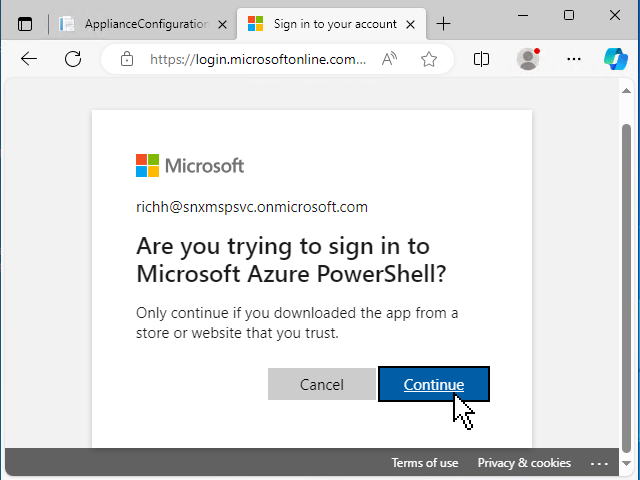 ApplianceConfiguration
Sign in to your account
https://login.microsoftonline.com...
Microsoft
richh@snxmspsvc.onmicrosoft.com
Are you trying to sign in to
Microsoft Azure PowerShell?
Only continue if you downloaded the app from a
store or website that you trust.
Cancel
Continue
Terms of use
Privacy & cookies